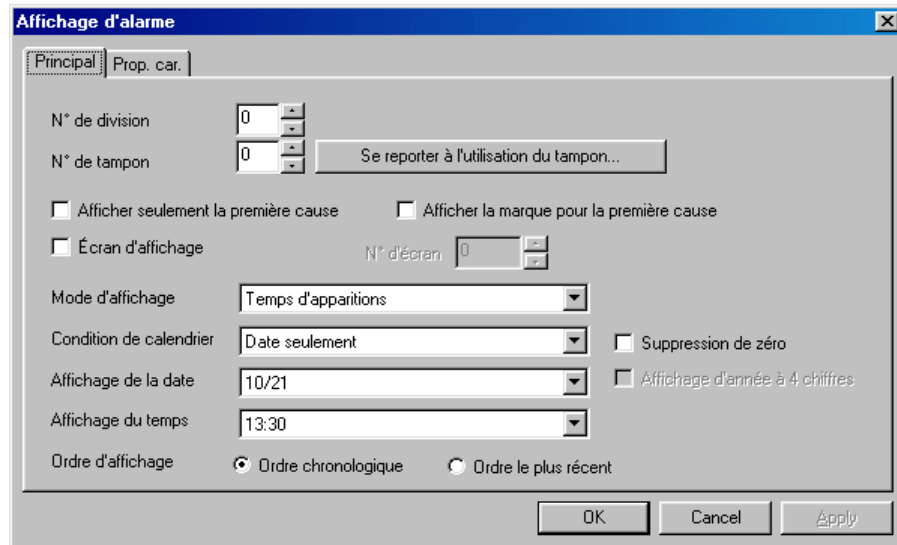 Affichage d'alarme
Principal
Prop. car.
N° de division
0
N° de tampon
0
Se reporter à l'utilisation du tampon...
Afficher seulement la première cause
Afficher la marque pour la première cause
Écran d'affichage
N° d'écran
0
Mode d'affichage
Temps d'apparitions
Condition de calendrier
Date seulement
Suppression de zéro
Affichage de la date
10/21
Affichage d'année à 4 chiffres
Affichage du temps
13:30
Ordre d'affichage
Ordre chronologique
Ordre le plus récent
OK
Cancel
Apply